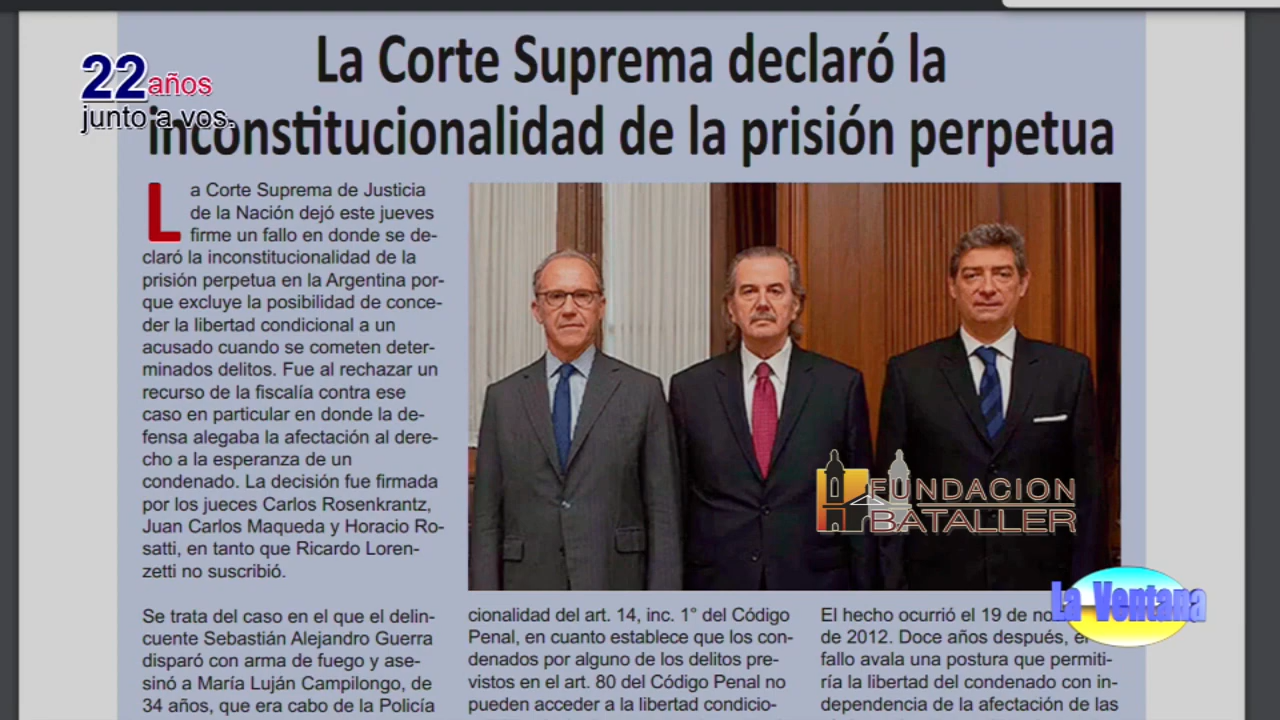 22 años
junto a vos.
La Corte Suprema declaró la
inconstitucionalidad de la prisión perpetua
La Corte Suprema de Justicia
de la Nación dejó este jueves
firme un fallo en donde se de-
claró la inconstitucionalidad de la
prisión perpetua en la Argentina por-
que excluye la posibilidad de conce-
der la libertad condicional a un
acusado cuando se cometen deter-
minados delitos. Fue al rechazar un
recurso de la fiscalía contra ese
caso en particular en donde la de-
fensa alegaba la afectación al dere-
cho a la esperanza de un
condenado. La decisión fue firmada
por los jueces Carlos Rosenkrantz,
Juan Carlos Maqueda y Horacio Ro-
satti, en tanto que Ricardo Loren-
zetti no suscribió.
Se trata del caso en el que el delin-
cuente Sebastián Alejandro Guerra
disparó con arma de fuego y ase-
sinó a María Luján Campilongo, de
34 años, que era cabo de la Policía
FUNDACION
BATALLER
La Ventana
cionalidad del art. 14, inc. 1° del Código
Penal, en cuanto establece que los con-
denados por alguno de los delitos pre-
vistos en el art. 80 del Código Penal no
pueden acceder a la libertad condicio-
El hecho ocurrió el 19 de no
de 2012. Doce años después, el
fallo avala una postura que permiti-
ría la libertad del condenado con in-
dependencia de la afectación de las